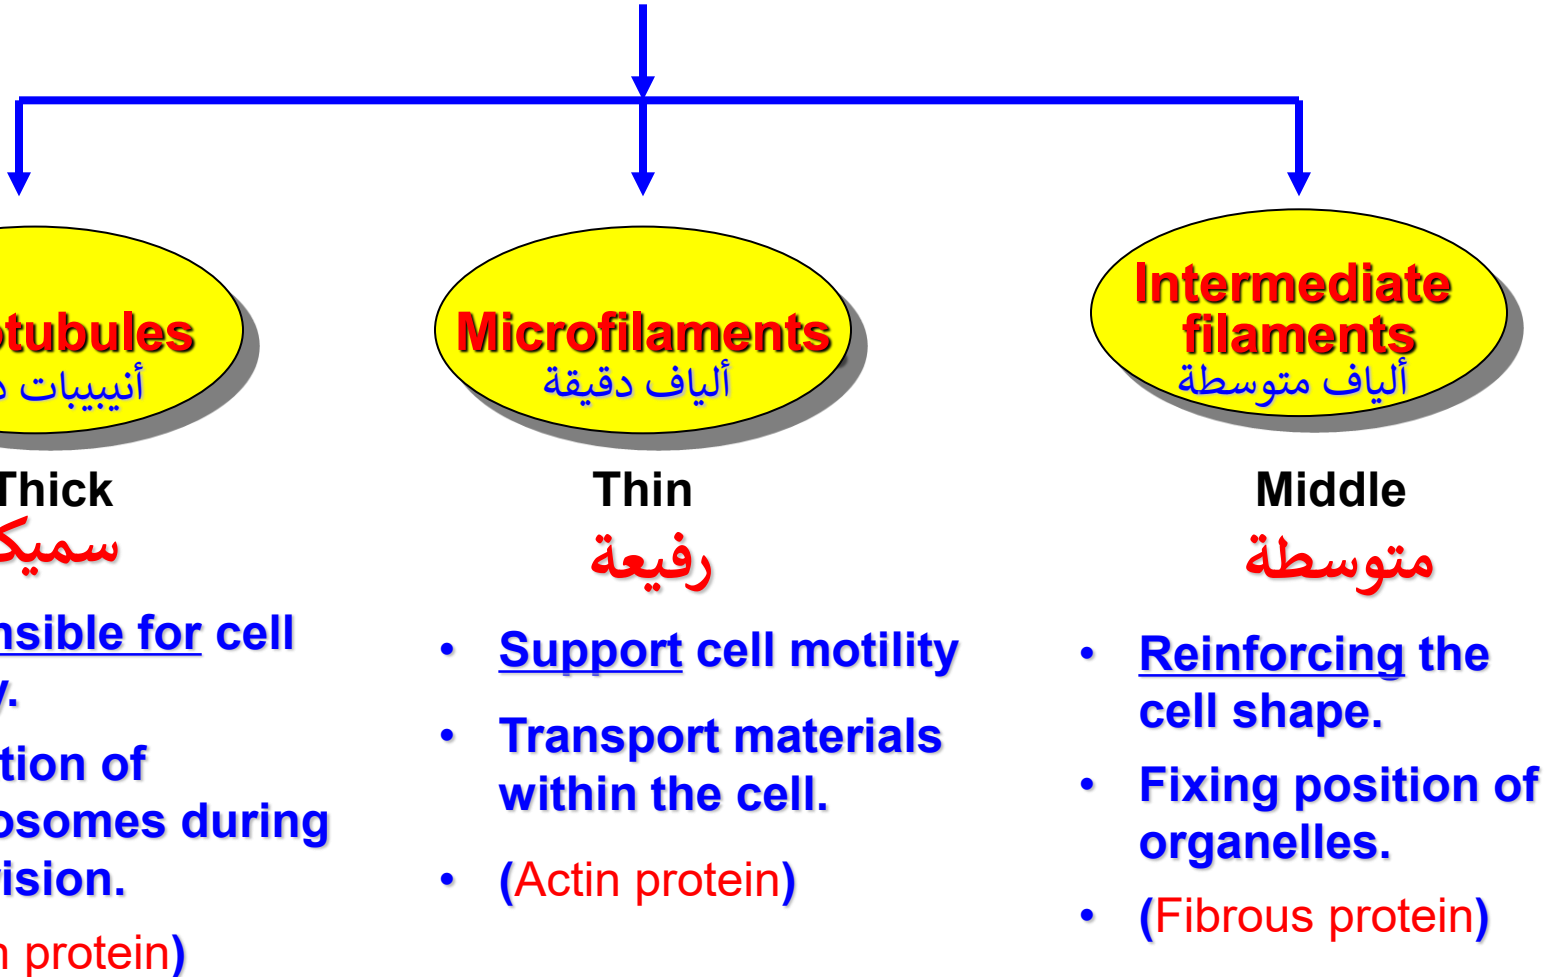 otubules
أنيبيبات د
Thick
سميك
nsible for cell
y.
tion of
osomes during
ision.
n protein)
Microfilaments
ألياف دقيقة
Thin
رفيعة
• Support cell motility
• Transport materials
within the cell.
• (Actin protein)
Intermediate
filaments
ألياف متوسطة
Middle
متوسطة
• Reinforcing the
cell shape.
• Fixing position of
organelles.
• (Fibrous protein)